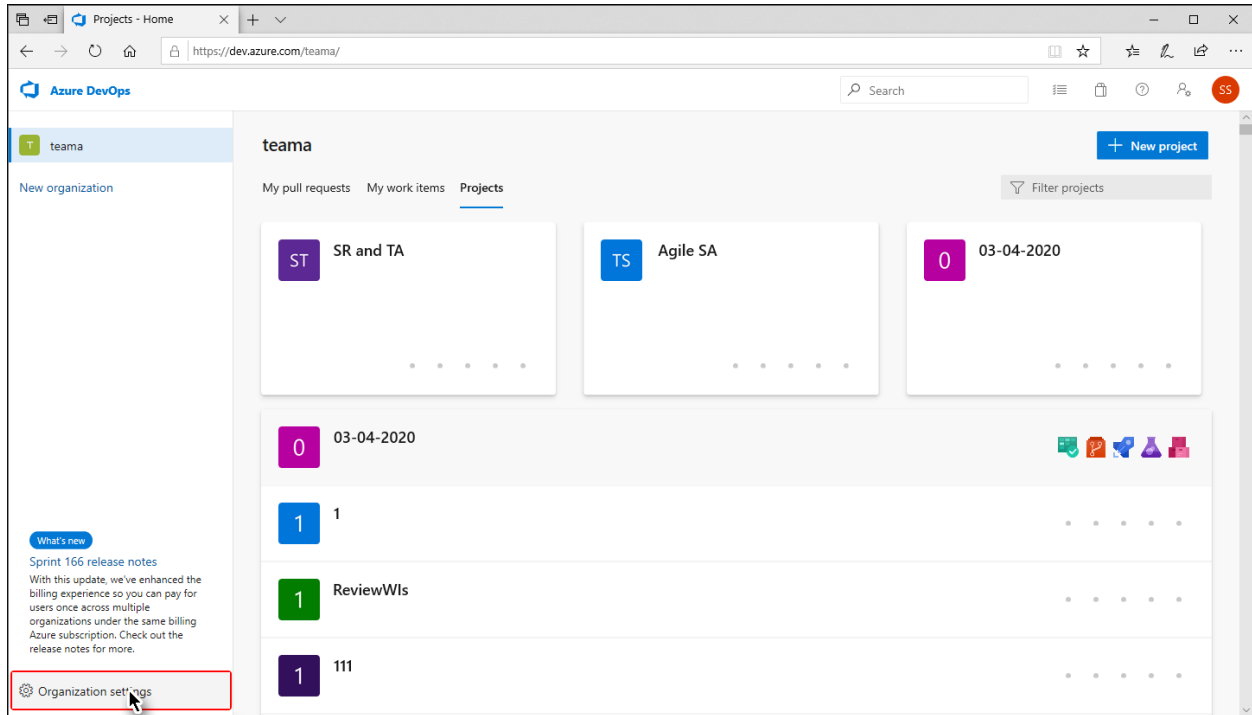 Projects - Home
https://dev.azure.com/teama/
Azure DevOps
Search
SS
T
teama
New organization
teama
New project
My pull requests
My work items
Projects
Filter projects
ST
SR and TA
TS
Agile SA
0
03-04-2020
0
03-04-2020
1
1
1
ReviewWIs
1
111
What's new
Sprint 166 release notes
With this update, we've enhanced the
billing experience so you can pay for
users once across multiple
organizations under the same billing
Azure subscription. Check out the
release notes for more.
Organization settings